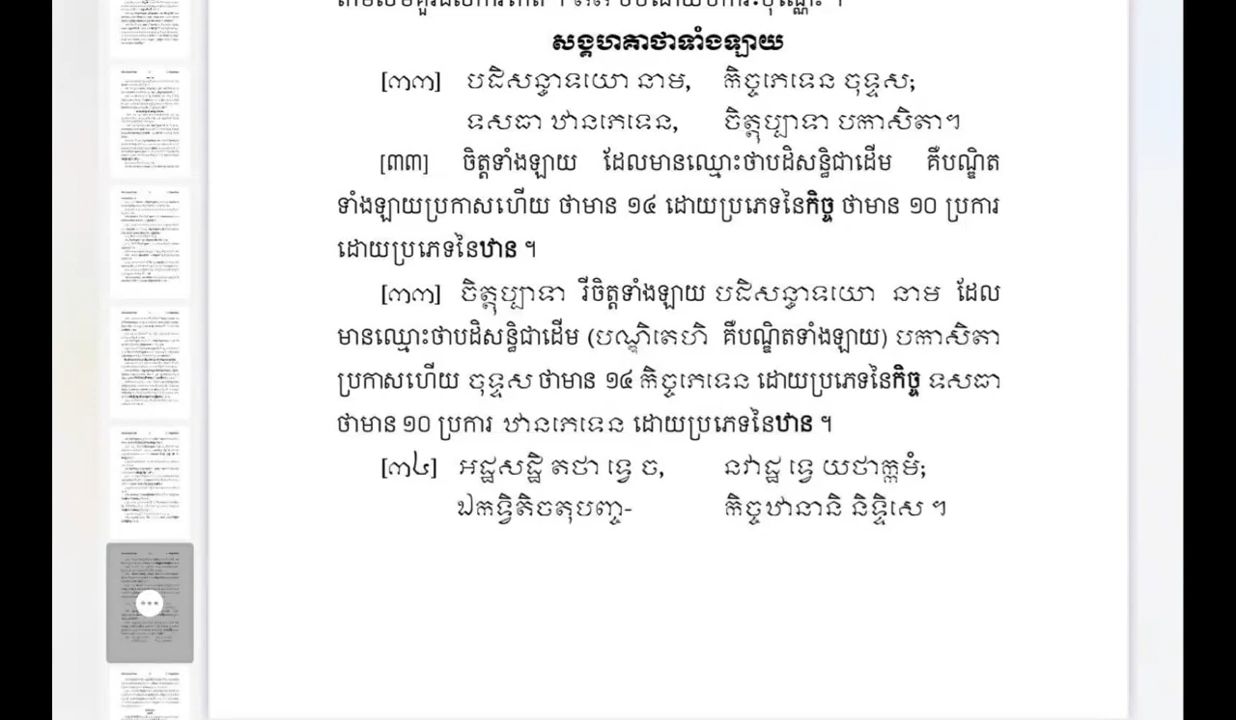 សង្គហគាថាទាំងឡាយ
[៣៣] បដិសន្ធាទយោ នាម, កិច្ចភេទេន ចុទ្ទស;
ទសធា ឋានភេទេន, ចិត្តុប្បាទា បកាសិតា។
[៣៣] ចិត្តទាំងឡាយ ដែលមានឈ្មោះថាបដិសន្ធិជាដើម គឺបណ្ឌិត
ទាំងឡាយប្រកាសហើយ ថាមាន ១៤ ដោយប្រភេទនៃកិច្ច ថាមាន ១០ ប្រការ
ដោយប្រភេទនៃឋាន ។
[៣៣] ចិត្តុប្បាទា រីចិត្តទាំងឡាយ បដិសន្ធាទយោ នាម ដែល
មានឈ្មោះថាបដិសន្ធិជាដើម (បណ្ឌិតេហិ គឺបណ្ឌិតទាំងឡាយ) បកាសិតា
ប្រកាសហើយ ចុទ្ទស ថាមាន ១៤ កិច្ចភេទេន ដោយប្រភេទនៃកិច្ច ទសធា
ថាមាន ១០ ប្រការ ឋានភេទេន ដោយប្រភេទនៃឋាន ។
[៣៤] អដ្ឋសដ្ឋិ តថា ទ្វេ ច, នវាដ្ឋ ទ្វេ យថាក្កមំ;
ឯកទ្វិតិចតុបញ្ច- កិច្ចឋានានិ និទ្ទិសេ ។